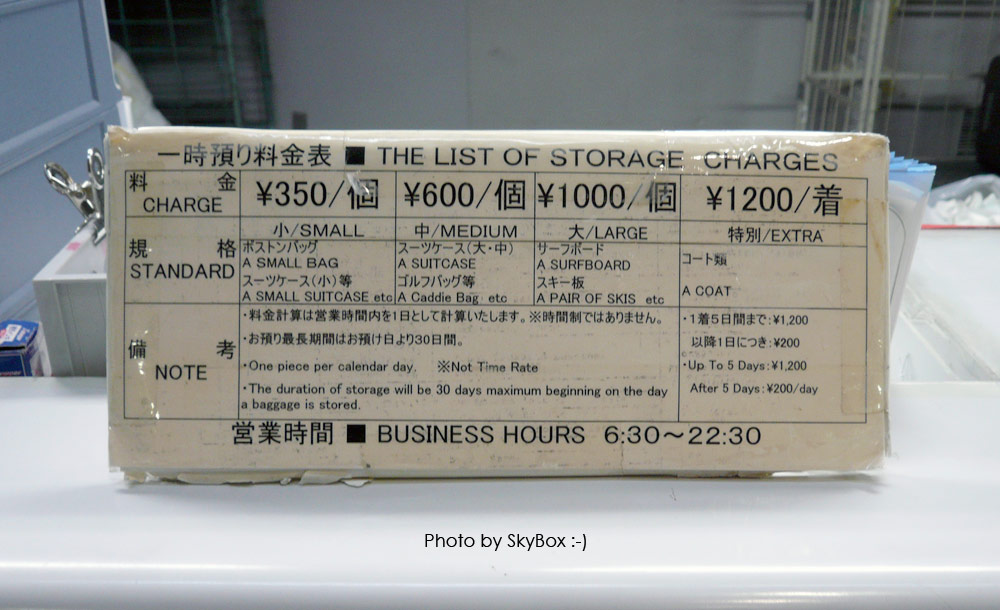 一時預り料金表 ■ THE LIST OF STORAGE CHARGES
料金 CHARGE ¥350/個 ¥600/個 ¥1000/個 ¥1200/着
規格 STANDARD
小/SMALL 中/MEDIUM 大/LARGE 特別/EXTRA
ボストンバッグ
A SMALL BAG
スーツケース(小)等
A SMALL SUITCASE etc
スーツケース(大・中)
A SUITCASE
ゴルフバッグ等
A Caddie Bag etc
サーフボード
A SURFBOARD
スキー板
A PAIR OF SKIS etc
コート類
A COAT
備考
NOTE
・料金計算は営業時間内を1日として計算いたします。※時間制ではありません。
・お預り最長期間はお預け日より30日間。
・One piece per calendar day. ※Not Time Rate
・The duration of storage will be 30 days maximum beginning on the day
a baggage is stored.
・1着5日間まで:¥1,200
以降1日につき:¥200
・Up To 5 Days:¥1,200
After 5 Days:¥200/day
営業時間 ■ BUSINESS HOURS 6:30~22:30
Photo by SkyBox :-)